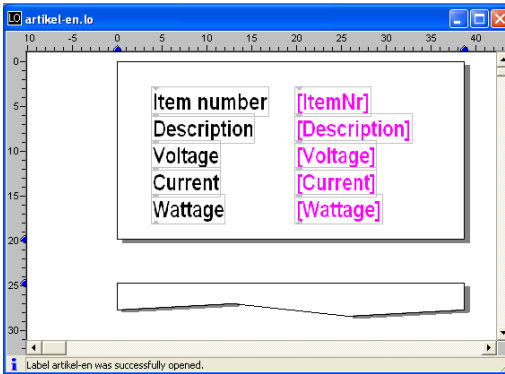 LO artikel-en.lo
10 -5 0 5 10 15 20 25 30 35 40
0
5
Item number [ItemNr]
Description [Description]
10
Voltage [Voltage]
Current [Current]
15
Wattage [Wattage]
20
25
30
i Label artikel-en was successfully opened.